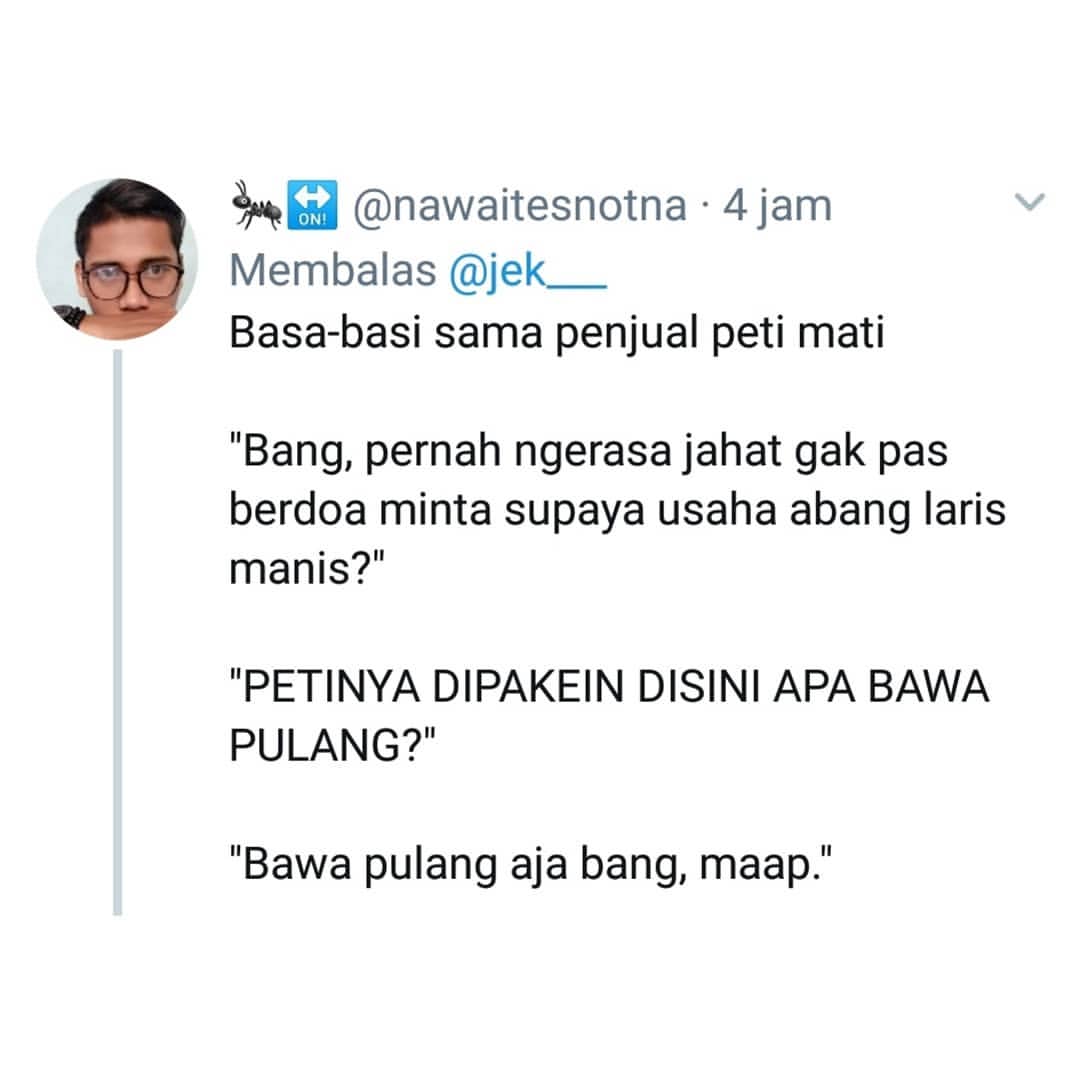 🐜🔛 @nawaitesnotna · 4 jam
Membalas @jek___
Basa-basi sama penjual peti mati
"Bang, pernah ngerasa jahat gak pas
berdoa minta supaya usaha abang laris
manis?"
"PETINYA DIPAKEIN DISINI APA BAWA
PULANG?"
"Bawa pulang aja bang, maap."